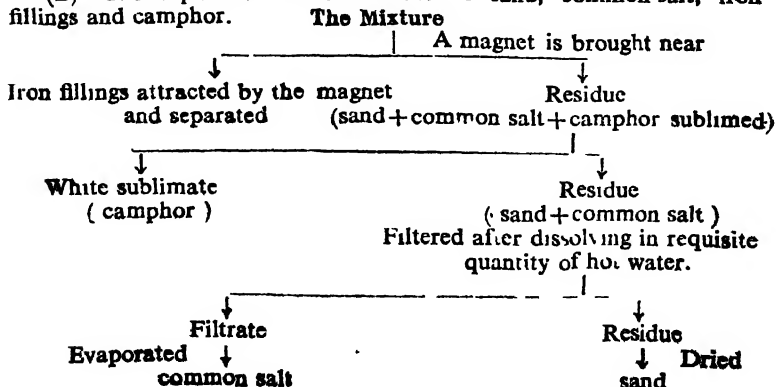 fillings and camphor.
The Mixture
A magnet is brought near
Iron fillings attracted by the magnet
and separated
Residue
(sand+common salt+camphor sublimed)
White sublimate
( camphor )
Residue
( sand+common salt )
Filtered after dissolving in requisite
quantity of hot water.
Filtrate
Evaporated
common salt
Residue
Dried
sand